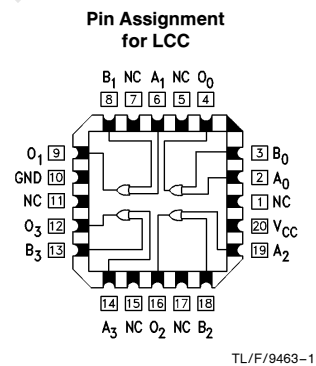 Pin Assignment
for LCC
B1 NC A1 NC O0
8 7 6 5 4
O1 9
GND 10
NC 11
O3 12
B3 13
3 B0
2 A0
1 NC
20 VCC
19 A2
14 15 16 17 18
A3 NC O2 NC B2
TL/F/9463–1